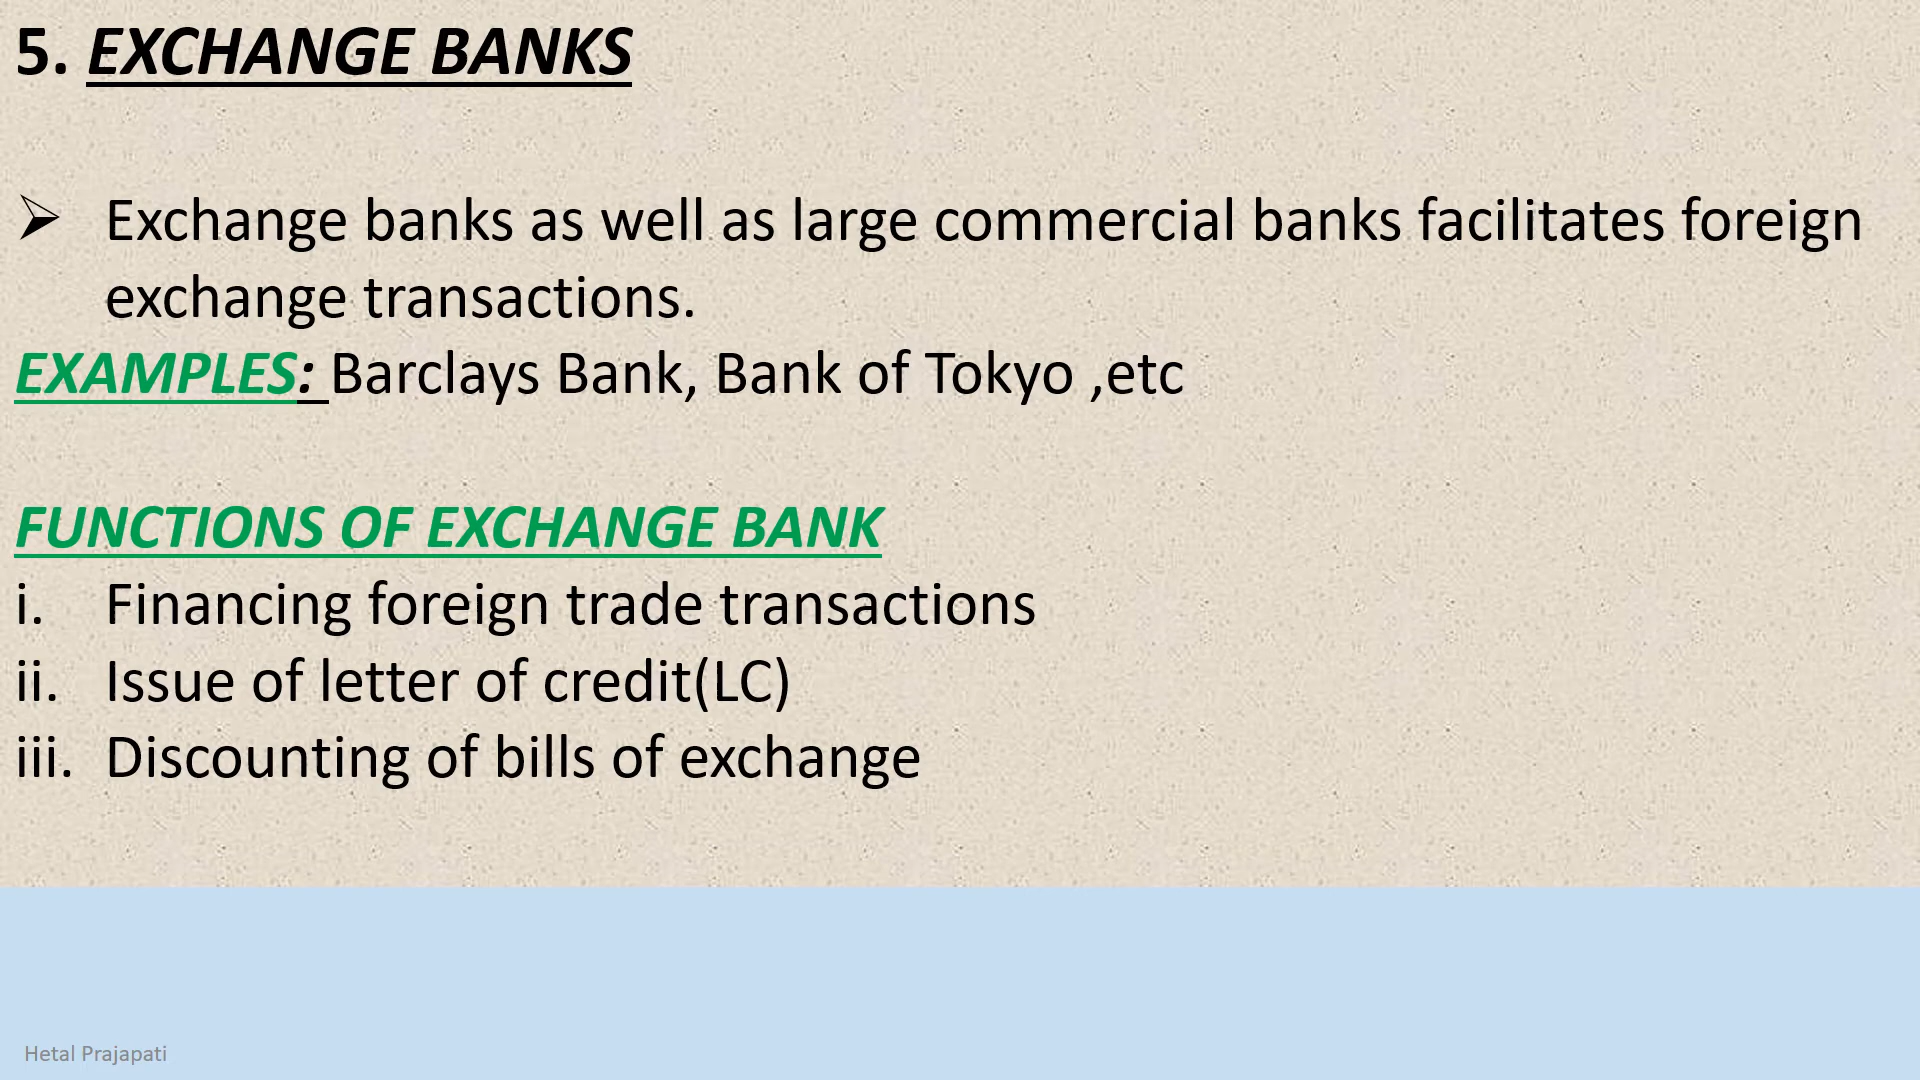 5. EXCHANGE BANKS
➢ Exchange banks as well as large commercial banks facilitates foreign
exchange transactions.
EXAMPLES: Barclays Bank, Bank of Tokyo ,etc
FUNCTIONS OF EXCHANGE BANK
i. Financing foreign trade transactions
ii. Issue of letter of credit(LC)
iii. Discounting of bills of exchange
Hetal Prajapati